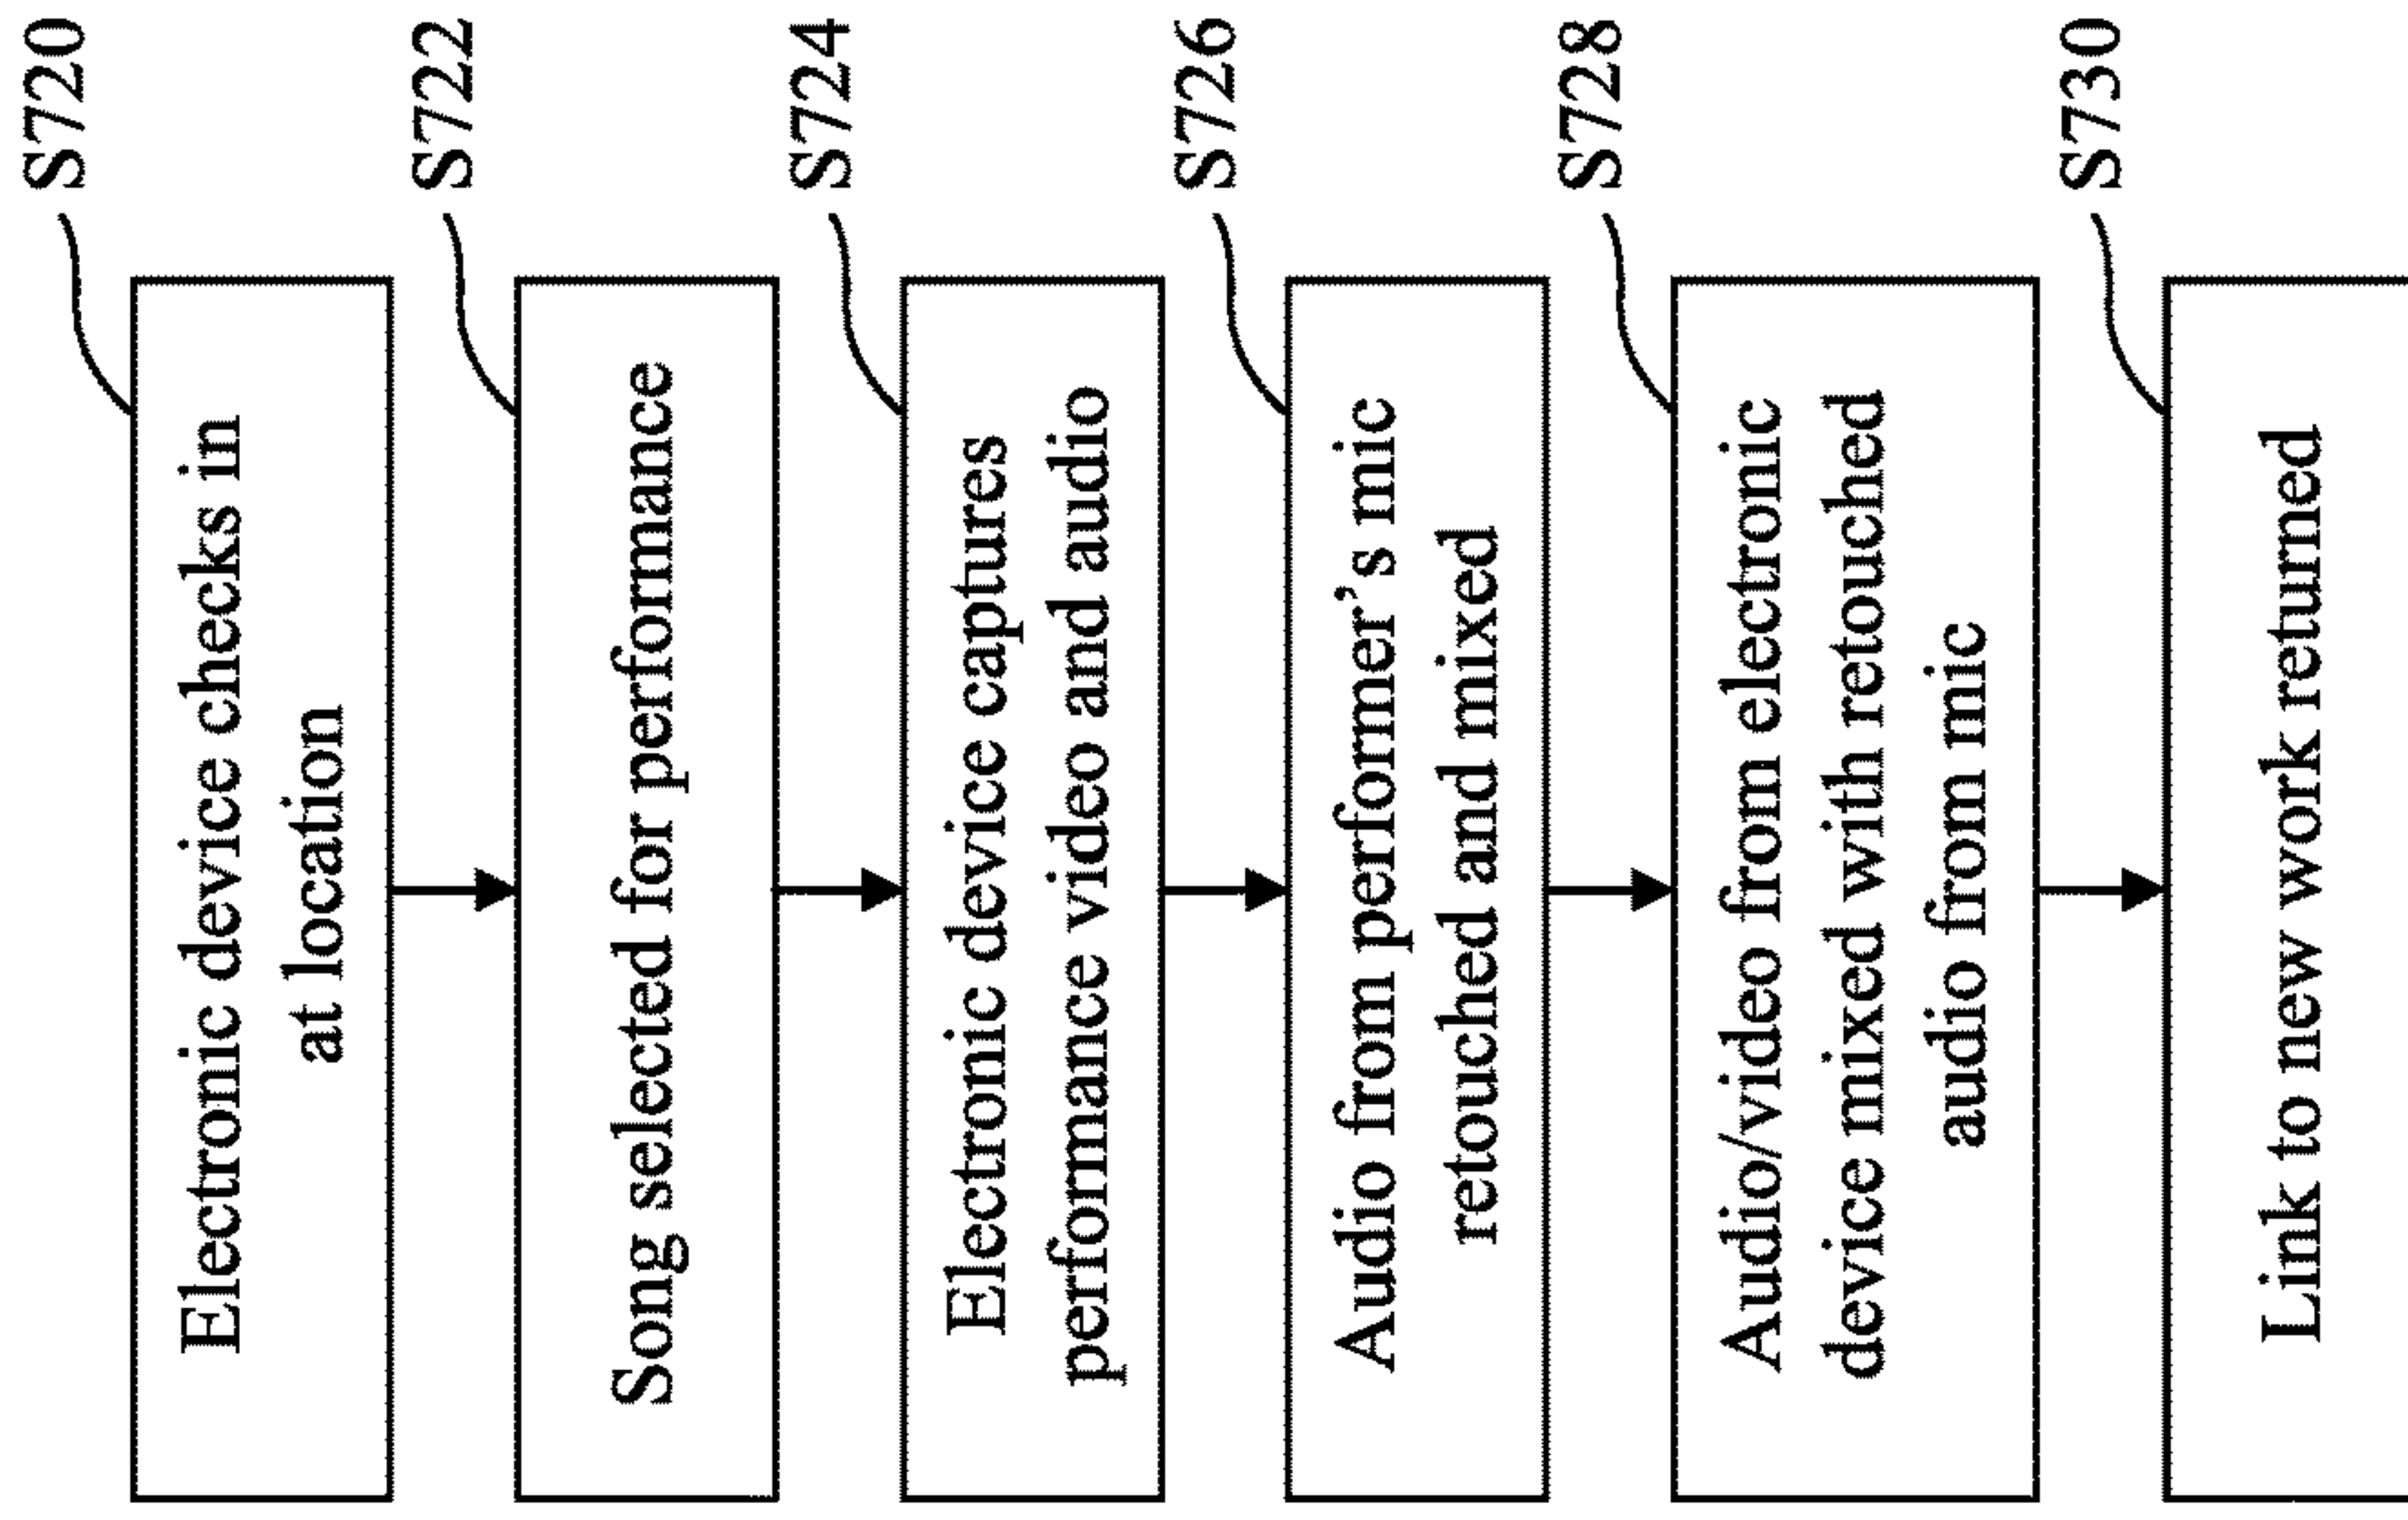 S720
Electronic device checks in
at location
S722
Song selected for performance
S724
Electronic device captures
performance video and audio
S726
Audio from performer’s mic
retouched and mixed
S728
Audio/video from electronic
device mixed with retouched
audio from mic
S730
Link to new work returned